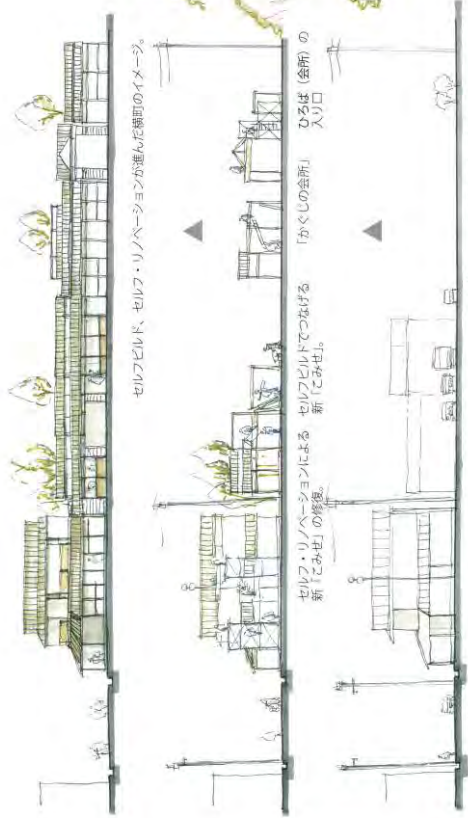 セルフビルド、セルフ・リノベーションが進んだ横町のイメージ。
セルフ・リノベーションによる
新「こみせ」の修復。
セルフビルドでつなげる
新「こみせ」。
「かぐじの会所」
ひろば（会所）の
入り口